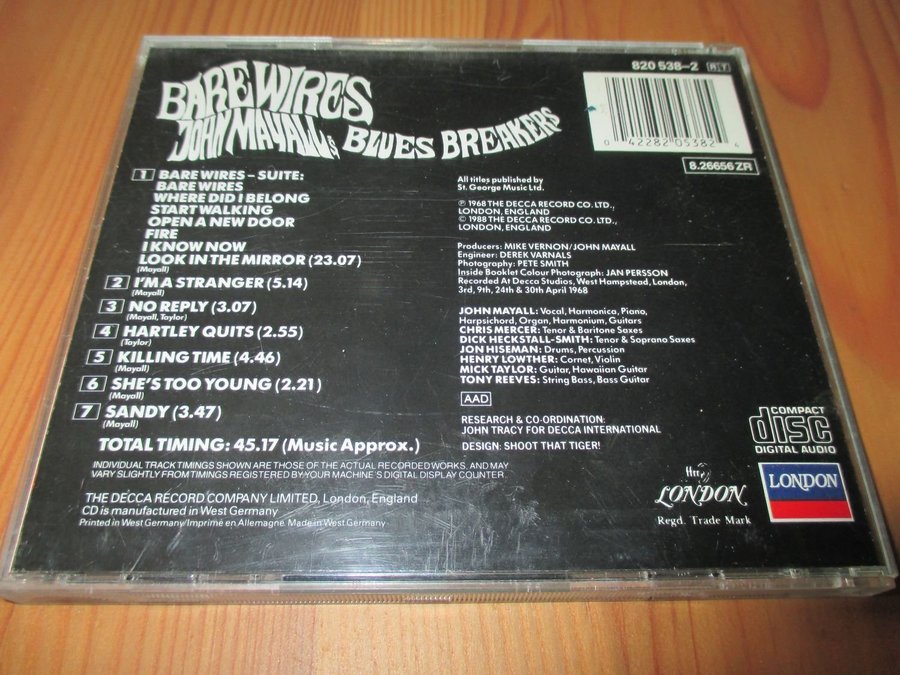 BARE WIRES
JOHN MAYALL's BLUES BREAKERS
820 538-2 RT
0 42282 05382 4
8.26656 ZR
1 BARE WIRES – SUITE:
BARE WIRES
WHERE DID I BELONG
START WALKING
OPEN A NEW DOOR
FIRE
I KNOW NOW
LOOK IN THE MIRROR (23.07)
(Mayall)
2 I'M A STRANGER (5.14)
(Mayall)
3 NO REPLY (3.07)
(Mayall, Taylor)
4 HARTLEY QUITS (2.55)
(Taylor)
5 KILLING TIME (4.46)
(Mayall)
6 SHE'S TOO YOUNG (2.21)
(Mayall)
7 SANDY (3.47)
(Mayall)
TOTAL TIMING: 45.17 (Music Approx.)
INDIVIDUAL TRACK TIMINGS SHOWN ARE THOSE OF THE ACTUAL RECORDED WORKS, AND MAY
VARY SLIGHTLY FROM TIMINGS REGISTERED BY YOUR MACHINE'S DIGITAL DISPLAY COUNTER.
THE DECCA RECORD COMPANY LIMITED, London, England
CD is manufactured in West Germany
Printed in West Germany/Imprimé en Allemagne. Made in West Germany
All titles published by
St. George Music Ltd.
℗ 1968 THE DECCA RECORD CO. LTD.,
LONDON, ENGLAND
© 1988 THE DECCA RECORD CO. LTD.,
LONDON, ENGLAND
Producers: MIKE VERNON/JOHN MAYALL
Engineer: DEREK VARNALS
Photography: PETE SMITH
Inside Booklet Colour Photograph: JAN PERSSON
Recorded At Decca Studios, West Hampstead, London,
3rd, 9th, 24th & 30th April 1968
JOHN MAYALL: Vocal, Harmonica, Piano,
Harpsichord, Organ, Harmonium, Guitars
CHRIS MERCER: Tenor & Baritone Saxes
DICK HECKSTALL-SMITH: Tenor & Soprano Saxes
JON HISEMAN: Drums, Percussion
HENRY LOWTHER: Cornet, Violin
MICK TAYLOR: Guitar, Hawaiian Guitar
TONY REEVES: String Bass, Bass Guitar
AAD
RESEARCH & CO-ORDINATION:
JOHN TRACY FOR DECCA INTERNATIONAL
DESIGN: SHOOT THAT TIGER!
COMPACT
disc
DIGITAL AUDIO
LONDON
Regd. Trade Mark
LONDON